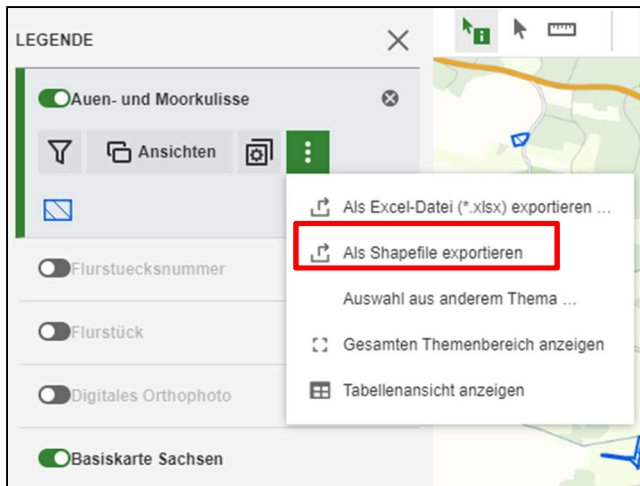 LEGENDE
Auen- und Moorkulisse
Ansichten
Als Excel-Datei (*.xlsx) exportieren ...
Als Shapefile exportieren
Auswahl aus anderem Thema ...
Gesamten Themenbereich anzeigen
Tabellenansicht anzeigen
Flurstuecksnummer
Flurstück
Digitales Orthophoto
Basiskarte Sachsen